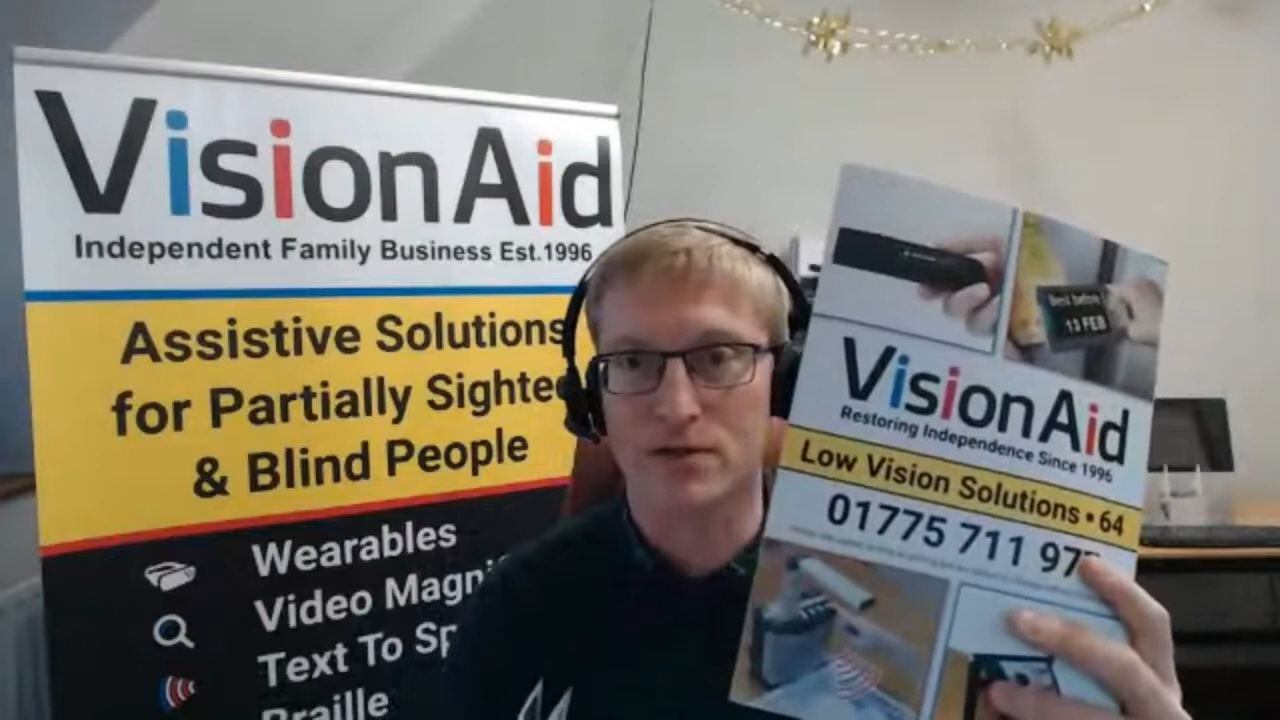 VisionAid
Independent Family Business Est.1996
Assistive Solutions
for Partially Sighte
& Blind People
Wearables
Video Magni
Text To Sp
Braille
Best before
13 FEB
VisionAid
Restoring Independence Since 1996
Low Vision Solutions • 64
01775 711 97